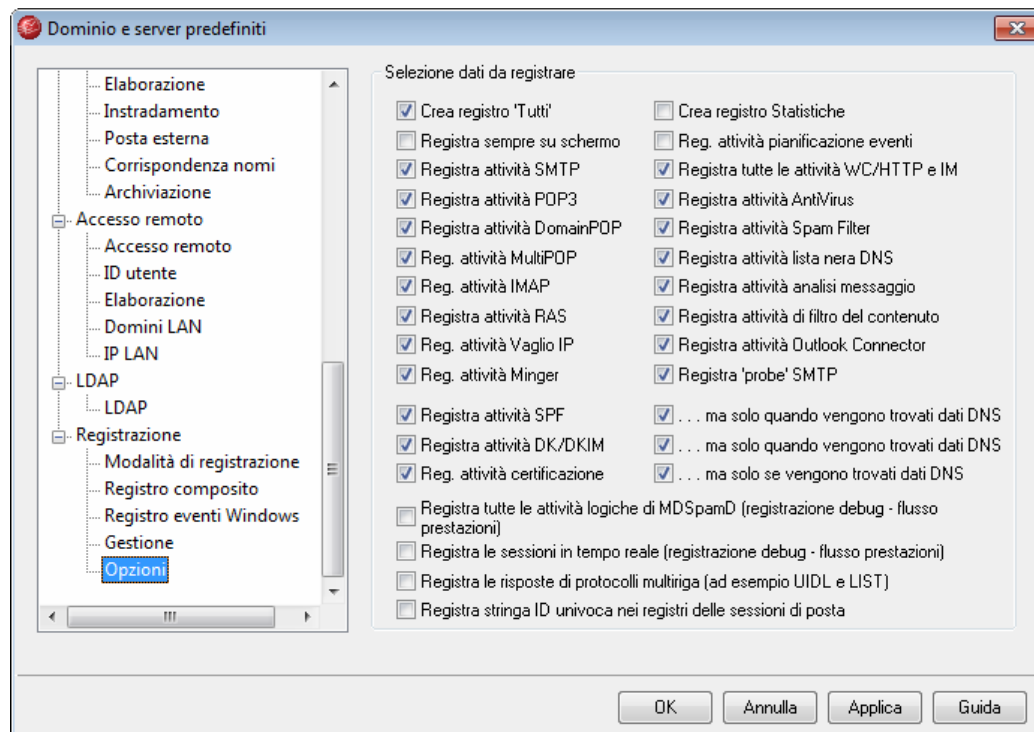 Dominio e server predefiniti
Elaborazione
Instradamento
Posta esterna
Corrispondenza nomi
Archiviazione
Accesso remoto
Accesso remoto
ID utente
Elaborazione
Domini LAN
IP LAN
LDAP
LDAP
Registrazione
Modalità di registrazione
Registro composito
Registro eventi Windows
Gestione
Opzioni
Selezione dati da registrare
Crea registro 'Tutti'
Crea registro Statistiche
Registra sempre su schermo
Reg. attività pianificazione eventi
Registra attività SMTP
Registra tutte le attività WC/HTTP e IM
Registra attività POP3
Registra attività AntiVirus
Registra attività DomainPOP
Registra attività Spam Filter
Reg. attività MultiPOP
Registra attività lista nera DNS
Reg. attività IMAP
Registra attività analisi messaggio
Registra attività RAS
Registra attività di filtro del contenuto
Reg. attività Vaglio IP
Registra attività Outlook Connector
Reg. attività Minger
Registra 'probe' SMTP
Registra attività SPF
. . . ma solo quando vengono trovati dati DNS
Registra attività DK/DKIM
. . . ma solo quando vengono trovati dati DNS
Reg. attività certificazione
. . . ma solo se vengono trovati dati DNS
Registra tutte le attività logiche di MDSpamD (registrazione debug - flusso
prestazioni)
Registra le sessioni in tempo reale (registrazione debug - flusso prestazioni)
Registra le risposte di protocolli multiriga (ad esempio UIDL e LIST)
Registra stringa ID univoca nei registri delle sessioni di posta
OK
Annulla
Applica
Guida